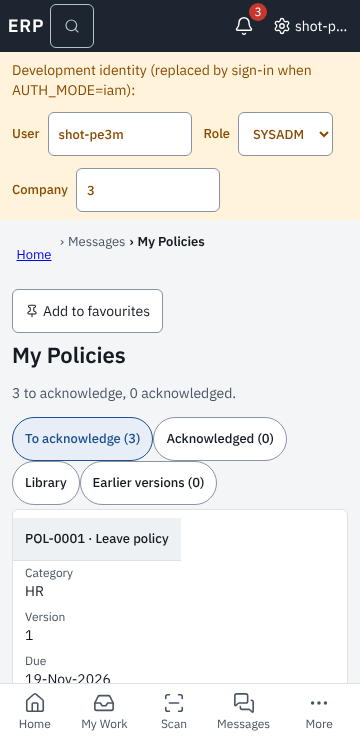 ERP
3
shot-p...
Development identity (replaced by sign-in when
AUTH_MODE=iam):
User shot-pe3m Role SYSADM
Company 3
Home › Messages › My Policies
Add to favourites
My Policies
3 to acknowledge, 0 acknowledged.
To acknowledge (3) Acknowledged (0)
Library Earlier versions (0)
POL-0001 · Leave policy
Category
HR
Version
1
Due
19-Nov-2026
Home My Work Scan Messages More